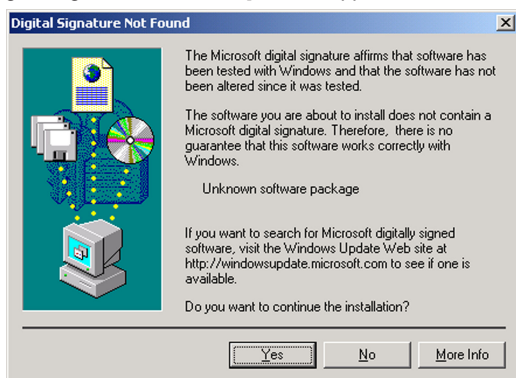 Digital Signature Not Found
The Microsoft digital signature affirms that software has
been tested with Windows and that the software has not
been altered since it was tested.
The software you are about to install does not contain a
Microsoft digital signature. Therefore, there is no
guarantee that this software works correctly with
Windows.
Unknown software package
If you want to search for Microsoft digitally signed
software, visit the Windows Update Web site at
http://windowsupdate.microsoft.com to see if one is
available.
Do you want to continue the installation?
Yes No More Info